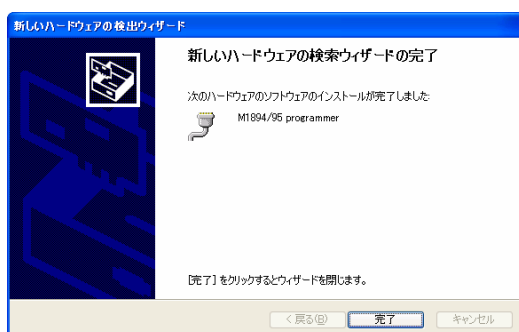 新しいハードウェアの検出ウィザード
新しいハードウェアの検索ウィザードの完了
次のハードウェアのソフトウェアのインストールが完了しました:
M1894/95 programmer
[完了] をクリックするとウィザードを閉じます。
< 戻る(B)
完了
キャンセル